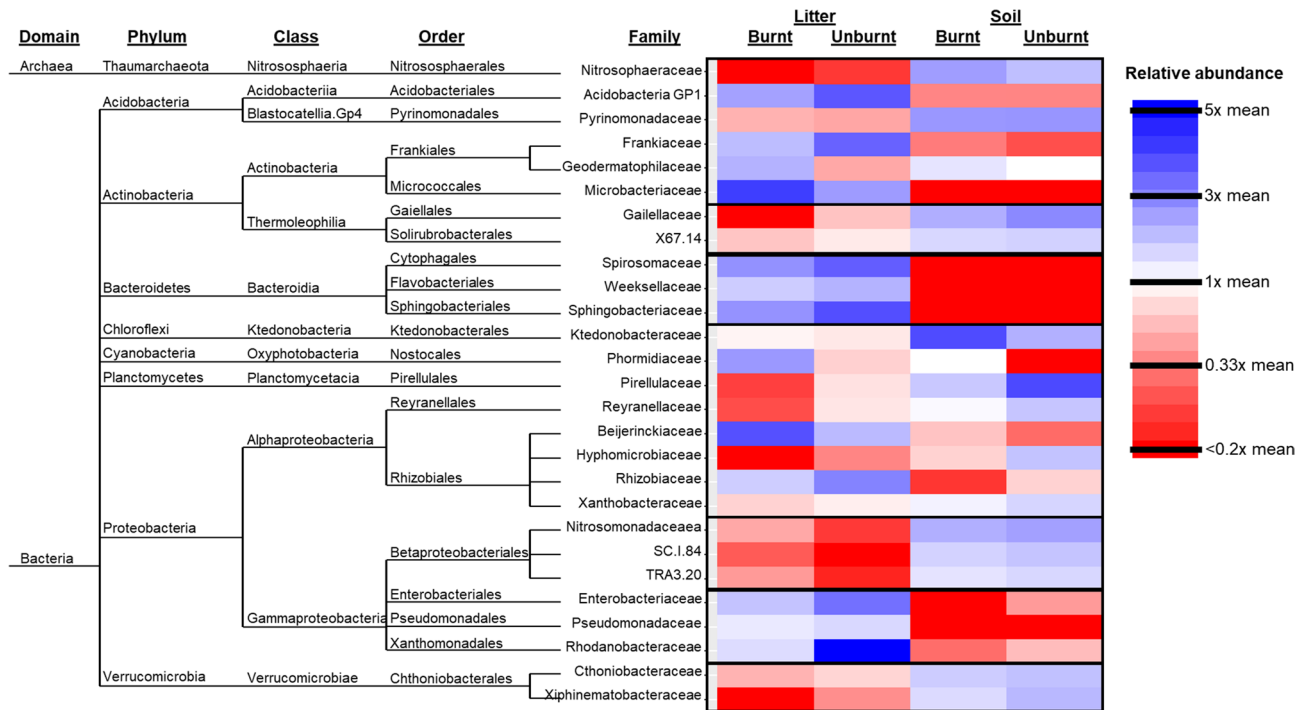 Litter Soil
Domain Phylum Class Order Family Burnt Unburnt Burnt Unburnt
Archaea Thaumarchaeota Nitrososphaeria Nitrososphaerales Nitrosophaeraceae
Relative abundance
Acidobacteria Acidobacteriia Acidobacteriales Acidobacteria GP1
5x mean
Blastocatellia.Gp4 Pyrinomonadales Pyrinomonadaceae
Frankiales Frankiaceae
Actinobacteria Actinobacteria Geodermatophilaceae
Micrococcales Microbacteriaceae
3x mean
Gaiellales Gailellaceae
Thermoleophilia Solirubrobacterales X67.14
Cytophagales Spirosomaceae
1x mean
Bacteroidetes Bacteroidia Flavobacteriales Weeksellaceae
Sphingobacteriales Sphingobacteriaceae
Chloroflexi Ktedonobacteria Ktedonobacterales Ktedonobacteraceae
Cyanobacteria Oxyphotobacteria Nostocales Phormidiaceae
0.33x mean
Planctomycetes Planctomycetacia Pirellulales Pirellulaceae
Reyranellales Reyranellaceae
Alphaproteobacteria Beijerinckiaceae
<0.2x mean
Hyphomicrobiaceae
Rhizobiales Rhizobiaceae
Xanthobacteraceae
Proteobacteria Nitrosomonadaceaea
Bacteria Betaproteobacteriales SC.I.84
TRA3.20
Enterobacteriales Enterobacteriaceae
Gammaproteobacteria Pseudomonadales Pseudomonadaceae
Xanthomonadales Rhodanobacteraceae
Cthoniobacteraceae
Verrucomicrobia Verrucomicrobiae Chthoniobacterales
Xiphinematobacteraceae